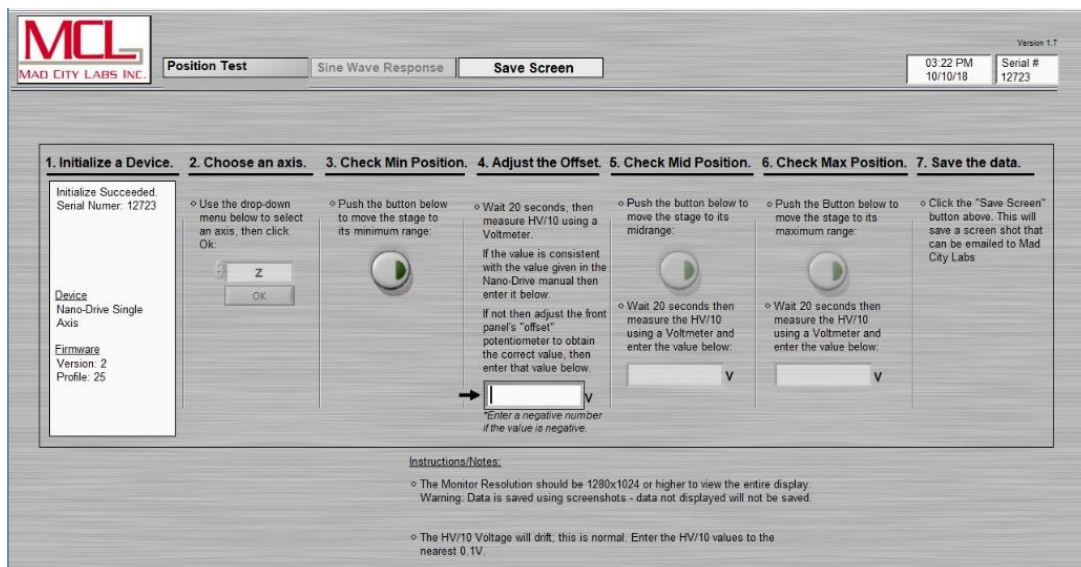 MCL
MAD CITY LABS INC.
Position Test
Sine Wave Response
Save Screen
Version 1.7
03:22 PM
10/10/18
Serial #
12723
1. Initialize a Device.
Initialize Succeeded.
Serial Numer: 12723
Device
Nano-Drive Single
Axis
Firmware
Version: 2
Profile: 25
2. Choose an axis.
Use the drop-down
menu below to select
an axis, then click
Ok:
Z
OK
3. Check Min Position.
Push the button below
to move the stage to
its minimum range:
4. Adjust the Offset.
Wait 20 seconds, then
measure HV/10 using a
Voltmeter.
If the value is consistent
with the value given in the
Nano-Drive manual then
enter it below.
If not then adjust the front
panel's "offset"
potentiometer to obtain
the correct value, then
enter that value below.
V
*Enter a negative number
if the value is negative.
5. Check Mid Position.
Push the button below to
move the stage to its
midrange:
Wait 20 seconds then
measure the HV/10
using a Voltmeter and
enter the value below:
V
6. Check Max Position.
Push the Button below to
move the stage to its
maximum range:
Wait 20 seconds then
measure the HV/10
using a Voltmeter and
enter the value below:
V
7. Save the data.
Click the "Save Screen"
button above. This will
save a screen shot that
can be emailed to Mad
City Labs
Instructions/Notes:
The Monitor Resolution should be 1280x1024 or higher to view the entire display.
Warning: Data is saved using screenshots - data not displayed will not be saved.
The HV/10 Voltage will drift; this is normal. Enter the HV/10 values to the
nearest 0.1V.